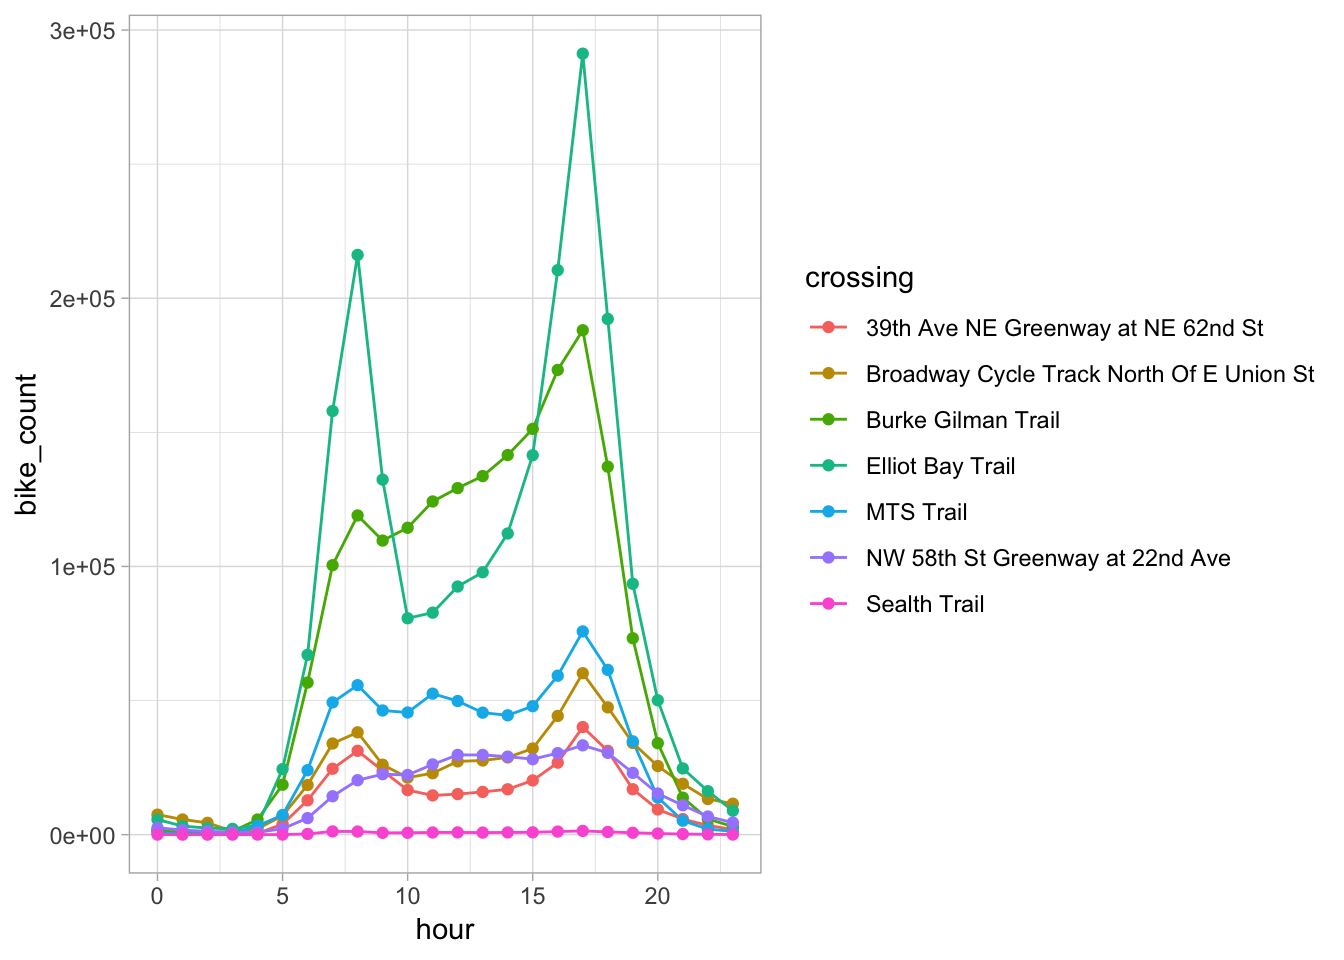 3e+05
2e+05
1e+05
0e+00
bike_count
0 5 10 15 20
hour
crossing
39th Ave NE Greenway at NE 62nd St
Broadway Cycle Track North Of E Union St
Burke Gilman Trail
Elliot Bay Trail
MTS Trail
NW 58th St Greenway at 22nd Ave
Sealth Trail